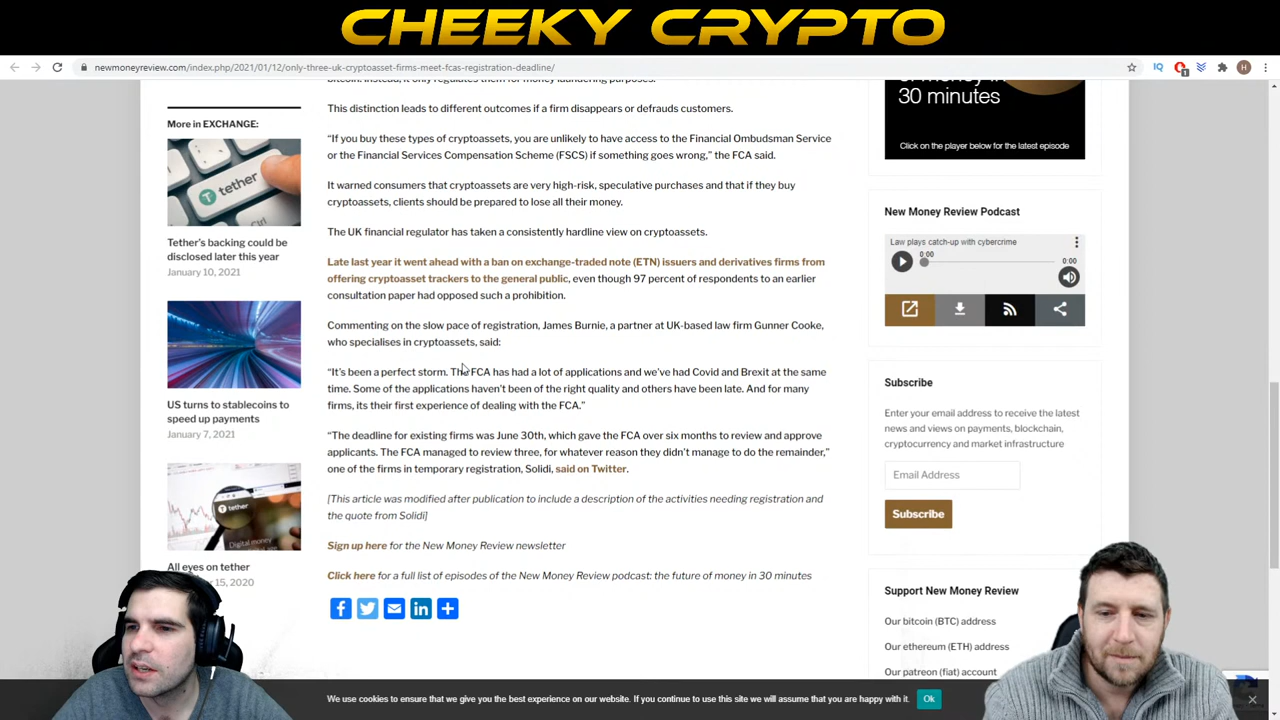 CHEEKY CRYPTO
newmoneyreview.com/index.php/2021/01/12/only-three-uk-cryptoasset-firms-meet-fcas-registration-deadline/
IQ
1
H
More in EXCHANGE:
tether
Ctrl
Tether's backing could be
disclosed later this year
January 10, 2021
US turns to stablecoins to
speed up payments
January 7, 2021
tether
Digital money
All eyes on tether
15, 2020
bitcoin. Instead, it only regulates them for money laundering purposes.
This distinction leads to different outcomes if a firm disappears or defrauds customers.
“If you buy these types of cryptoassets, you are unlikely to have access to the Financial Ombudsman Service
or the Financial Services Compensation Scheme (FSCS) if something goes wrong,” the FCA said.
It warned consumers that cryptoassets are very high-risk, speculative purchases and that if they buy
cryptoassets, clients should be prepared to lose all their money.
The UK financial regulator has taken a consistently hardline view on cryptoassets.
Late last year it went ahead with a ban on exchange-traded note (ETN) issuers and derivatives firms from
offering cryptoasset trackers to the general public, even though 97 percent of respondents to an earlier
consultation paper had opposed such a prohibition.
Commenting on the slow pace of registration, James Burnie, a partner at UK-based law firm Gunner Cooke,
who specialises in cryptoassets, said:
“It's been a perfect storm. The FCA has had a lot of applications and we've had Covid and Brexit at the same
time. Some of the applications haven't been of the right quality and others have been late. And for many
firms, its their first experience of dealing with the FCA.”
“The deadline for existing firms was June 30th, which gave the FCA over six months to review and approve
applicants. The FCA managed to review three, for whatever reason they didn't manage to do the remainder,”
one of the firms in temporary registration, Solidi, said on Twitter.
[This article was modified after publication to include a description of the activities needing registration and
the quote from Solidi]
Sign up here for the New Money Review newsletter
Click here for a full list of episodes of the New Money Review podcast: the future of money in 30 minutes
of money in
30 minutes
Click on the player below for the latest episode
New Money Review Podcast
Law plays catch-up with cybercrime
0:00
0:00
Subscribe
Enter your email address to receive the latest
news and views on payments, blockchain,
cryptocurrency and market infrastructure
Email Address
Subscribe
Support New Money Review
Our bitcoin (BTC) address
Our ethereum (ETH) address
Our patreon (fiat) account
We use cookies to ensure that we give you the best experience on our website. If you continue to use this site we will assume that you are happy with it.
Ok